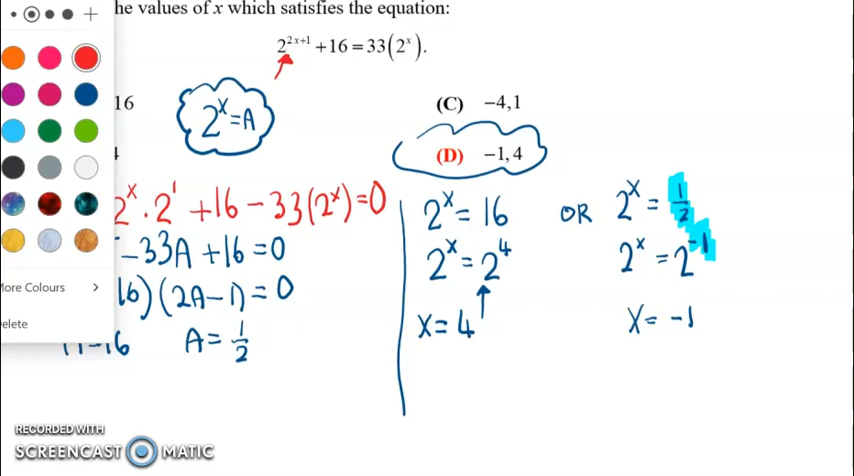 he values of x which satisfies the equation:
2^{2x+1} + 16 = 33(2^x).
16
2^x = A
(C) −4,1
(D) −1,4
2^x · 2^1 + 16 − 33(2^x) = 0
− 33A + 16 = 0
16) (2A − 1) = 0
A = 1/2
2^x = 16 OR 2^x = 1/2
2^x = 2^4 2^x = 2^{-1}
x = 4 x = −1
ore Colours
elete
RECORDED WITH
SCREENCAST MATIC